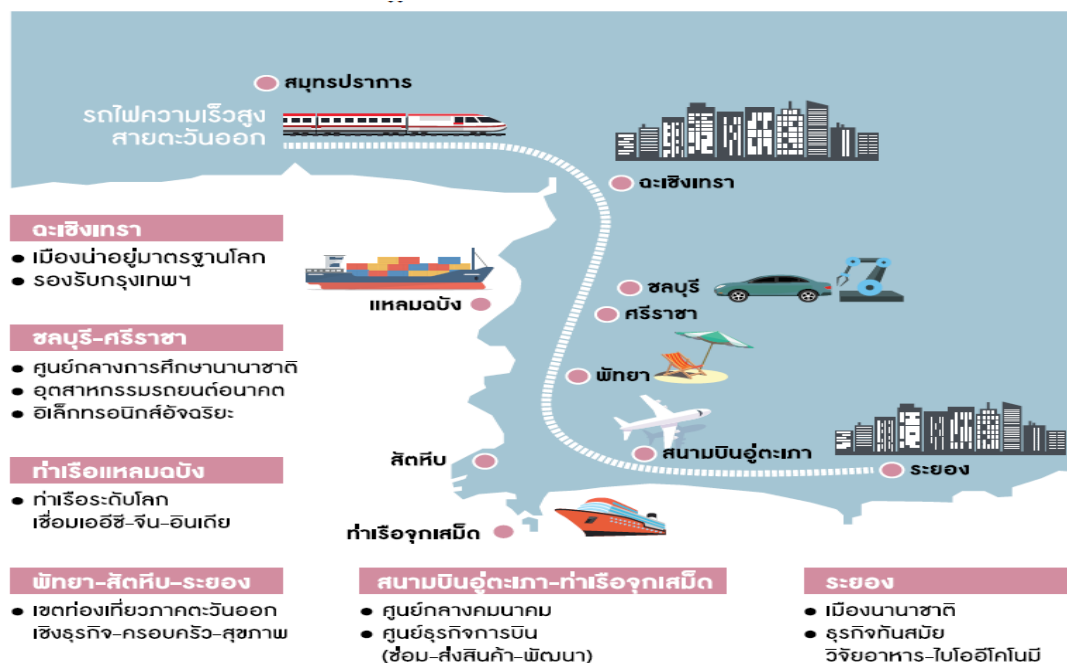 สมุทรปราการ
รถไฟความเร็วสูง
สายตะวันออก
ฉะเชิงเทรา
ฉะเชิงเทรา
● เมืองน่าอยู่มาตรฐานโลก
● รองรับกรุงเทพฯ
แหลมฉบัง
ชลบุรี
ศรีราชา
ชลบุรี-ศรีราชา
● ศูนย์กลางการศึกษานานาชาติ
● อุตสาหกรรมรถยนต์อนาคต
● อิเล็กทรอนิกส์อัจฉริยะ
พัทยา
สนามบินอู่ตะเภา
สัตหีบ
ระยอง
ท่าเรือแหลมฉบัง
● ท่าเรือระดับโลก
เชื่อมเออีซี-จีน-อินเดีย
ท่าเรือจุกเสม็ด
พัทยา-สัตหีบ-ระยอง
● เขตท่องเที่ยวภาคตะวันออก
เชิงธุรกิจ-ครอบครัว-สุขภาพ
สนามบินอู่ตะเภา-ท่าเรือจุกเสม็ด
● ศูนย์กลางคมนาคม
● ศูนย์ธุรกิจการบิน
(ซ่อม-ส่งสินค้า-พัฒนา)
ระยอง
● เมืองนานาชาติ
● ธุรกิจทันสมัย
วิจัยอาหาร-ไบโออีโคโนมี